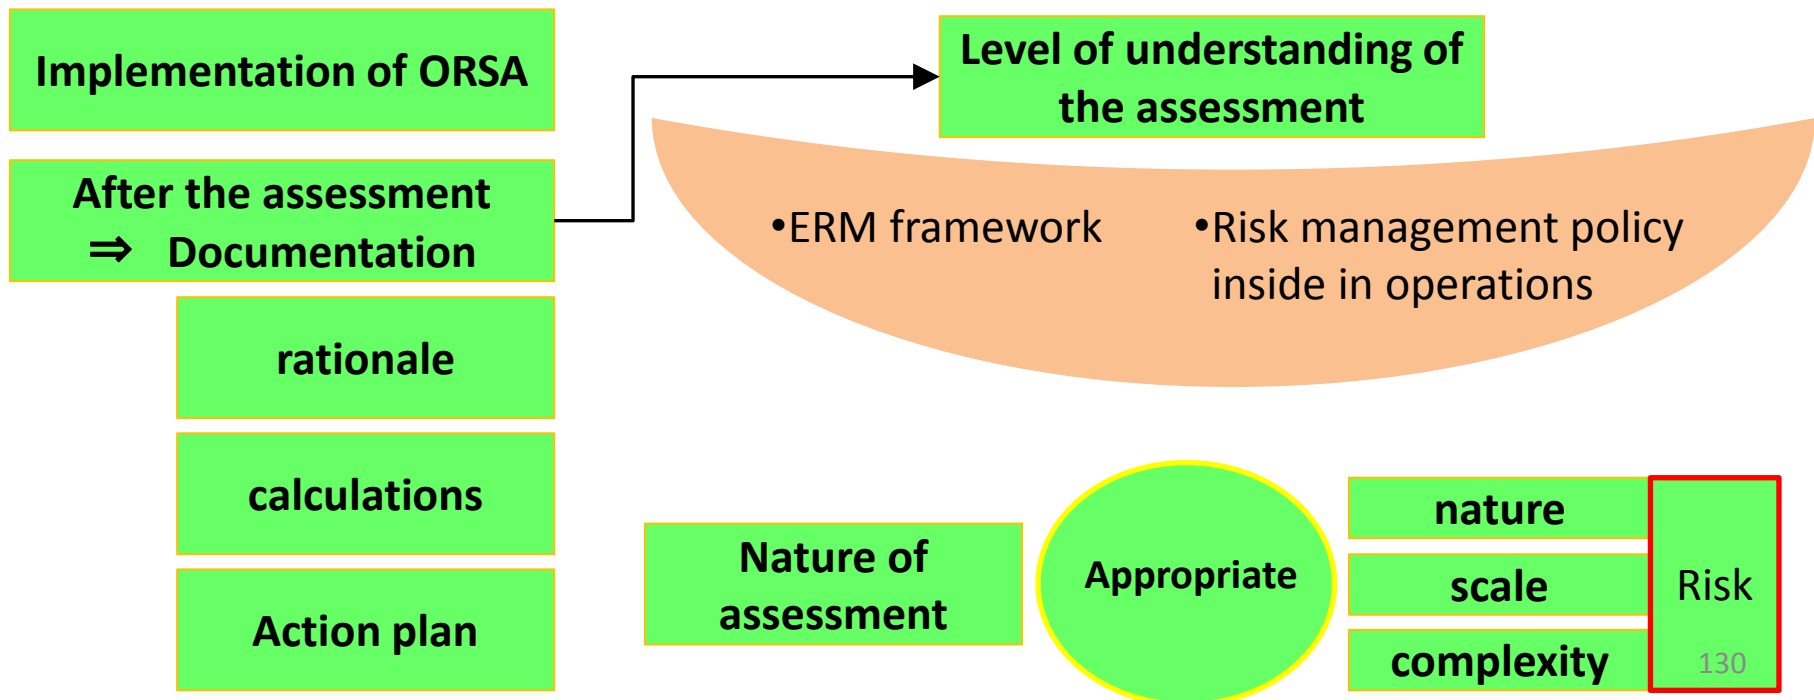 Implementation of ORSA
After the assessment
⇒ Documentation
rationale
calculations
Action plan
Level of understanding of
the assessment
•ERM framework
•Risk management policy
inside in operations
Nature of
assessment
Appropriate
nature
scale
complexity
Risk
130